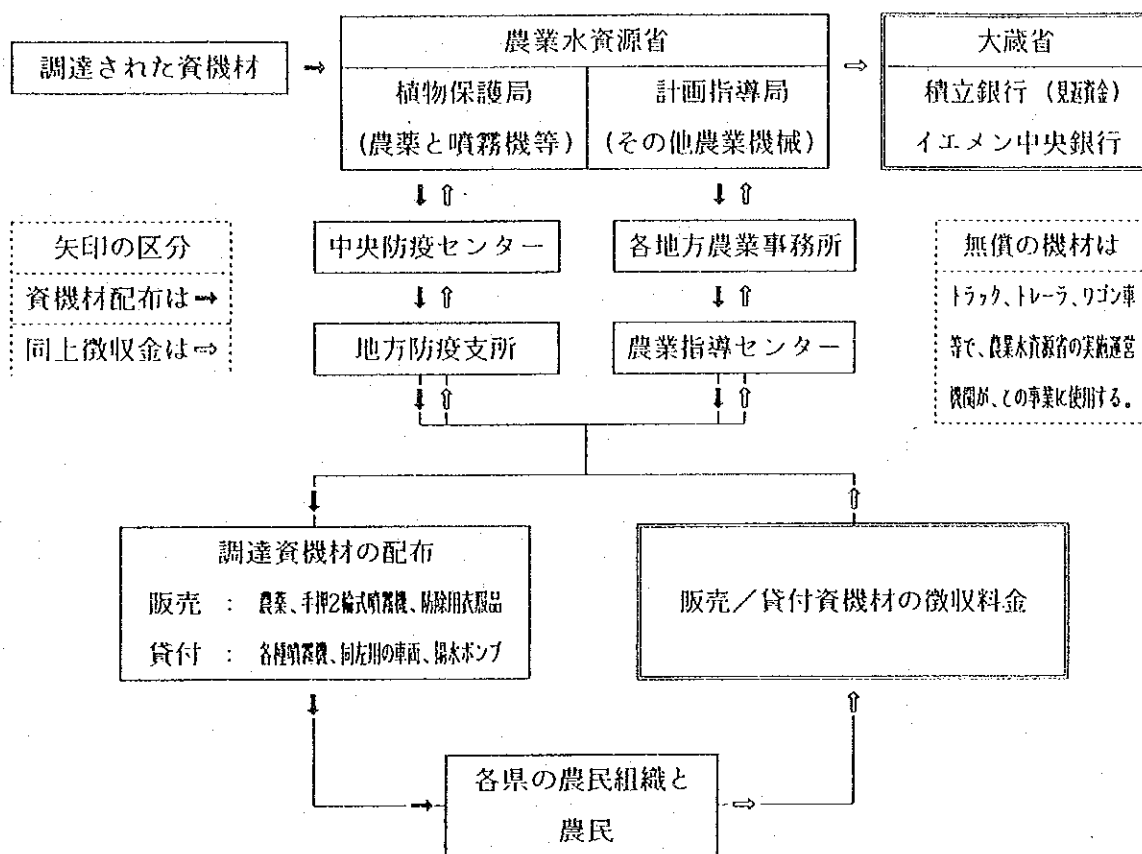 調達された資機材
→
農業水資源省
植物保護局
(農薬と噴霧機等)
計画指導局
(その他農業機械)
⇨
大蔵省
積立銀行 (見返資金)
イエメン中央銀行
矢印の区分
資機材配布は→
同上徴収金は⇨
中央防疫センター
各地方農業事務所
地方防疫支所
農業指導センター
無償の機材は
トラック、トレーラ、ワゴン車
等で、農業水資源省の実施運営
機関が、この事業に使用する。
調達資機材の配布
販売 : 農薬、手押2輪式噴霧機、防除用衣服品
貸付 : 各種噴霧機、同左用の車両、揚水ポンプ
販売/貸付資機材の徴収料金
各県の農民組織と
農民